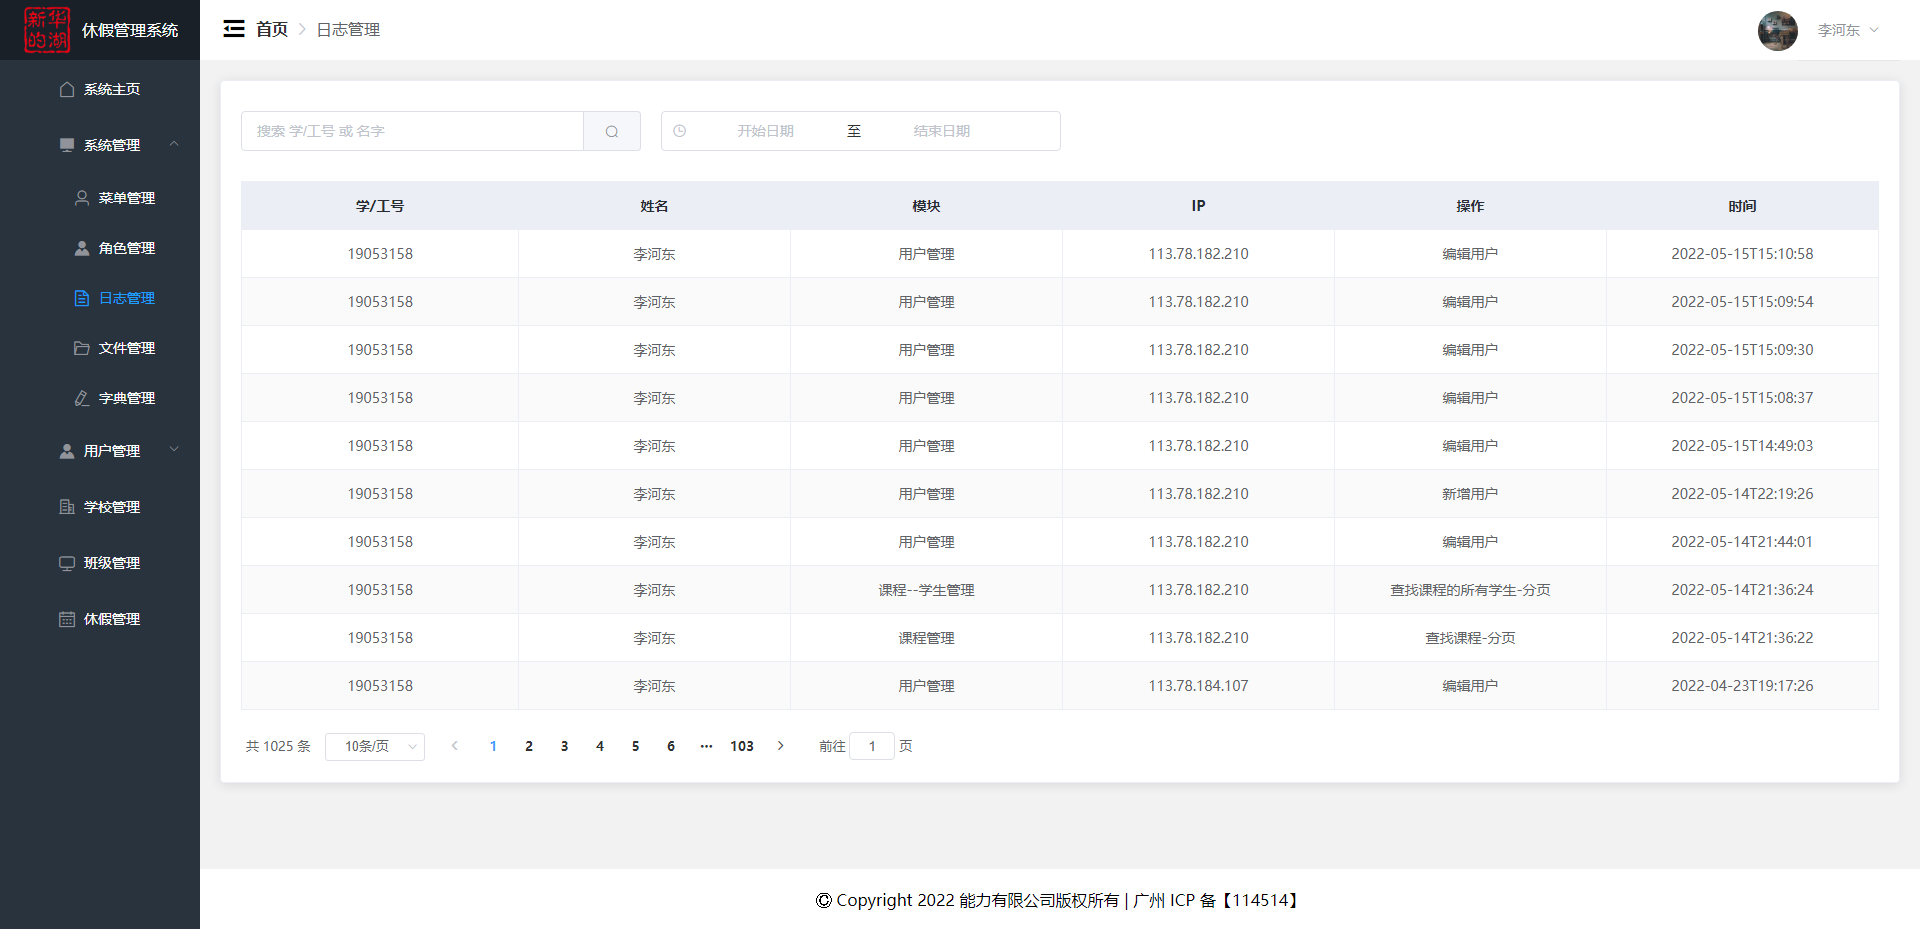 新华的湖
休假管理系统
首页 > 日志管理
李河东
系统主页
系统管理
菜单管理
角色管理
日志管理
文件管理
字典管理
用户管理
学校管理
班级管理
休假管理
搜索 学/工号 或 名字
开始日期 至 结束日期
学/工号 姓名 模块 IP 操作 时间
19053158 李河东 用户管理 113.78.182.210 编辑用户 2022-05-15T15:10:58
19053158 李河东 用户管理 113.78.182.210 编辑用户 2022-05-15T15:09:54
19053158 李河东 用户管理 113.78.182.210 编辑用户 2022-05-15T15:09:30
19053158 李河东 用户管理 113.78.182.210 编辑用户 2022-05-15T15:08:37
19053158 李河东 用户管理 113.78.182.210 编辑用户 2022-05-15T14:49:03
19053158 李河东 用户管理 113.78.182.210 新增用户 2022-05-14T22:19:26
19053158 李河东 用户管理 113.78.182.210 编辑用户 2022-05-14T21:44:01
19053158 李河东 课程--学生管理 113.78.182.210 查找课程的所有学生-分页 2022-05-14T21:36:24
19053158 李河东 课程管理 113.78.182.210 查找课程-分页 2022-05-14T21:36:22
19053158 李河东 用户管理 113.78.184.107 编辑用户 2022-04-23T19:17:26
共 1025 条 10条/页 < 1 2 3 4 5 6 ··· 103 > 前往 1 页
© Copyright 2022 能力有限公司版权所有 | 广州 ICP 备【114514】